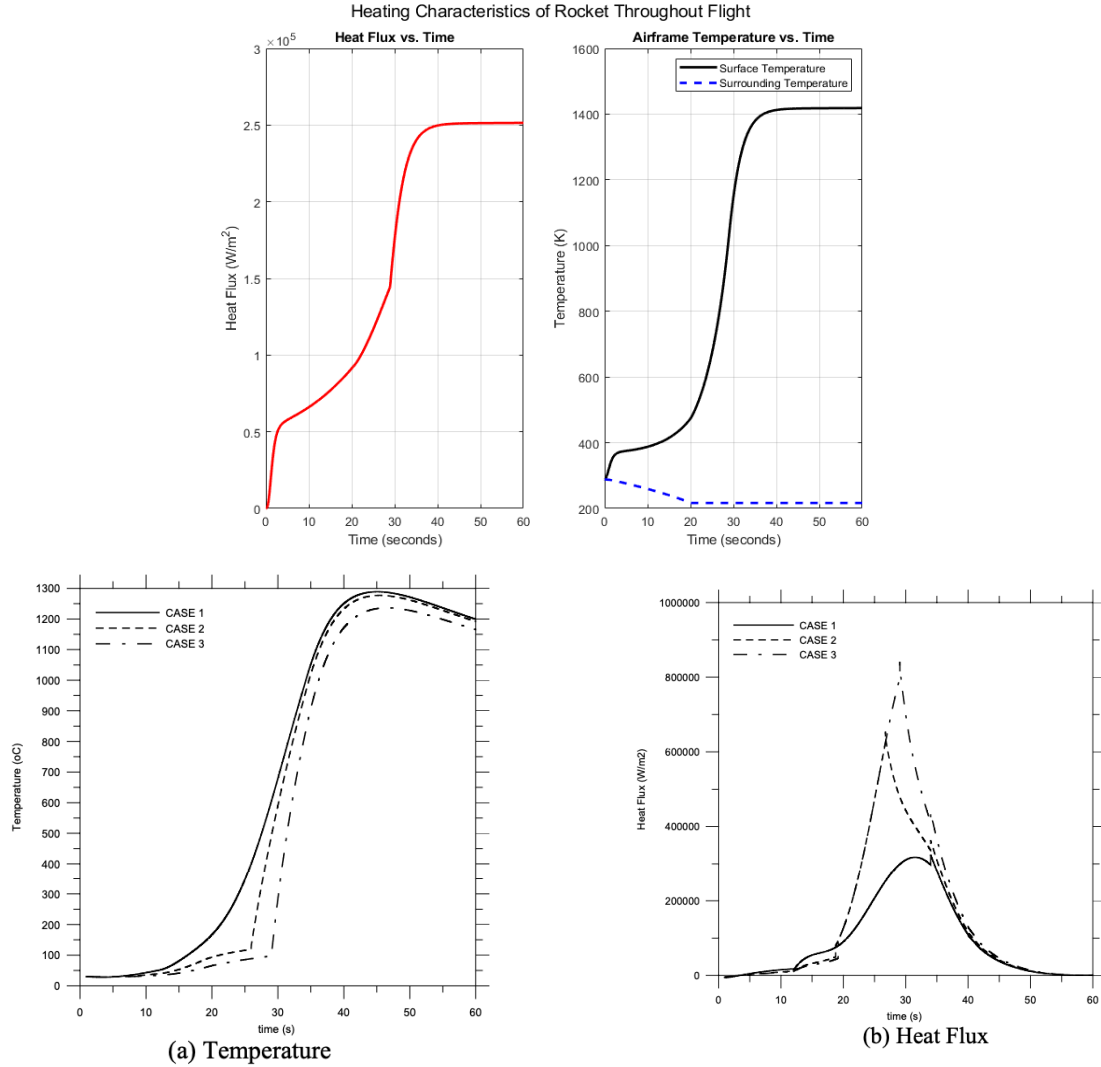 Heating Characteristics of Rocket Throughout Flight
Heat Flux vs. Time
× 10^5
3
2.5
2
1.5
1
0.5
0
Heat Flux (W/m^2)
0 10 20 30 40 50 60
Time (seconds)
Airframe Temperature vs. Time
Surface Temperature
Surrounding Temperature
1600
1400
1200
1000
800
600
400
200
Temperature (K)
0 10 20 30 40 50 60
Time (seconds)
CASE 1
CASE 2
CASE 3
1300
1200
1100
1000
900
800
700
600
500
400
300
200
100
0
Temperature (oC)
0 10 20 30 40 50 60
time (s)
(a) Temperature
CASE 1
CASE 2
CASE 3
1000000
800000
600000
400000
200000
0
Heat Flux (W/m2)
0 10 20 30 40 50 60
time (s)
(b) Heat Flux